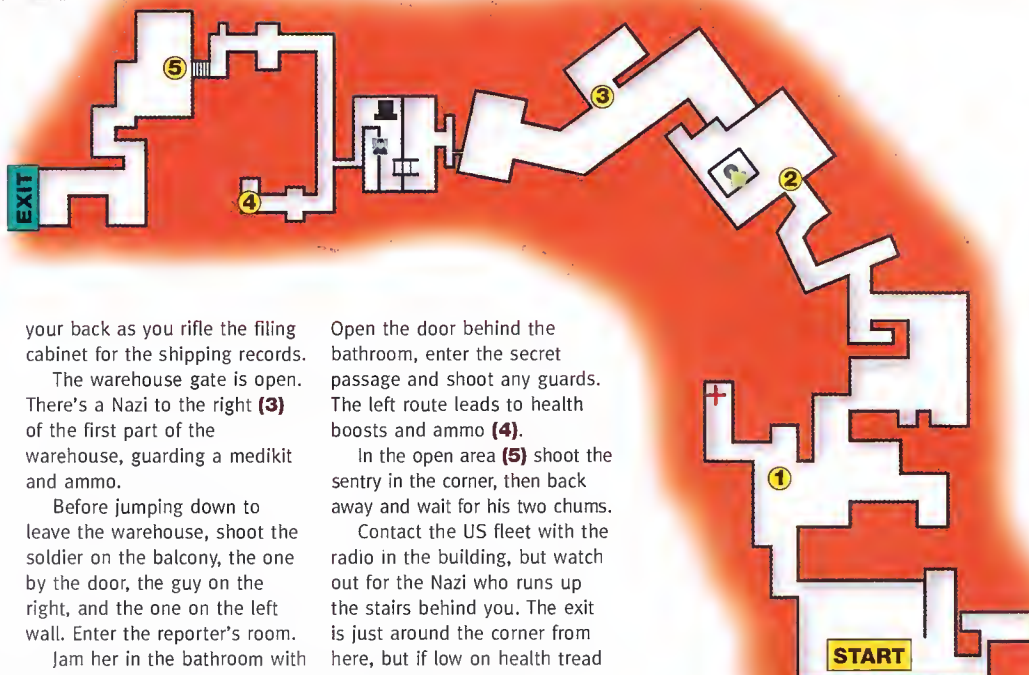 5
3
2
4
1
EXIT
START
your back as you rifle the filing
cabinet for the shipping records.
The warehouse gate is open.
There's a Nazi to the right (3)
of the first part of the
warehouse, guarding a medikit
and ammo.
Before jumping down to
leave the warehouse, shoot the
soldier on the balcony, the one
by the door, the guy on the
right, and the one on the left
wall. Enter the reporter's room.
Jam her in the bathroom with
Open the door behind the
bathroom, enter the secret
passage and shoot any guards.
The left route leads to health
boosts and ammo (4).
In the open area (5) shoot the
sentry in the corner, then back
away and wait for his two chums.
Contact the US fleet with the
radio in the building, but watch
out for the Nazi who runs up
the stairs behind you. The exit
is just around the corner from
here, but if low on health tread